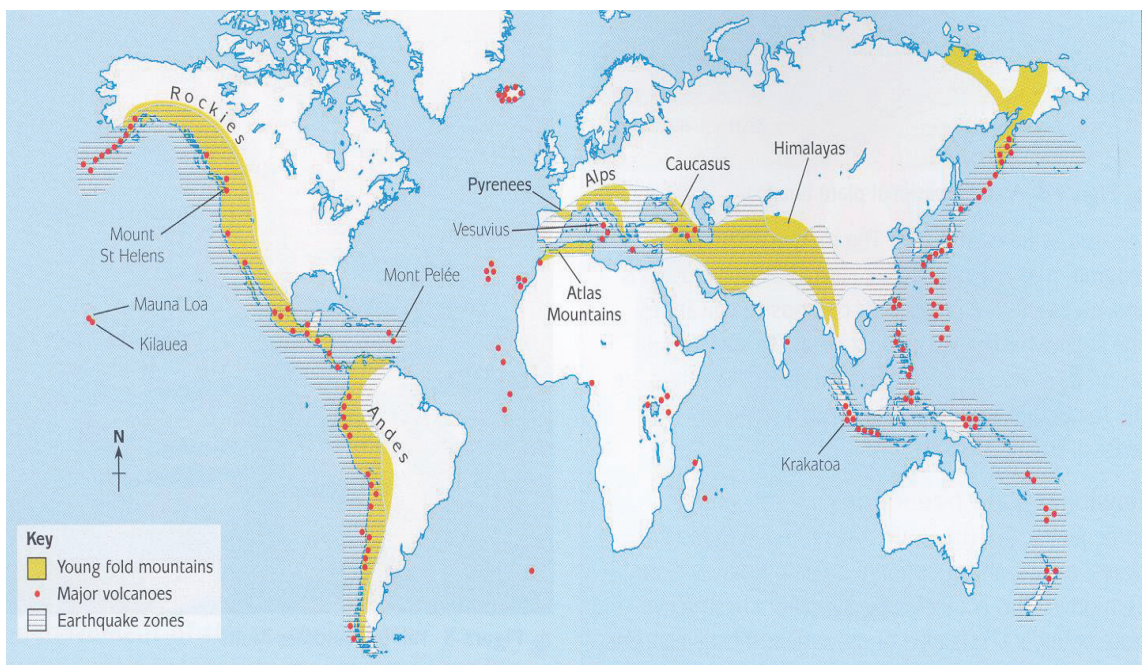 Rockies
Himalayas
Caucasus
Alps
Pyrenees
Vesuvius
Mount
St Helens
Mont Pelée
Mauna Loa
Atlas
Mountains
Kilauea
Andes
N
Krakatoa
Key
Young fold mountains
Major volcanoes
Earthquake zones